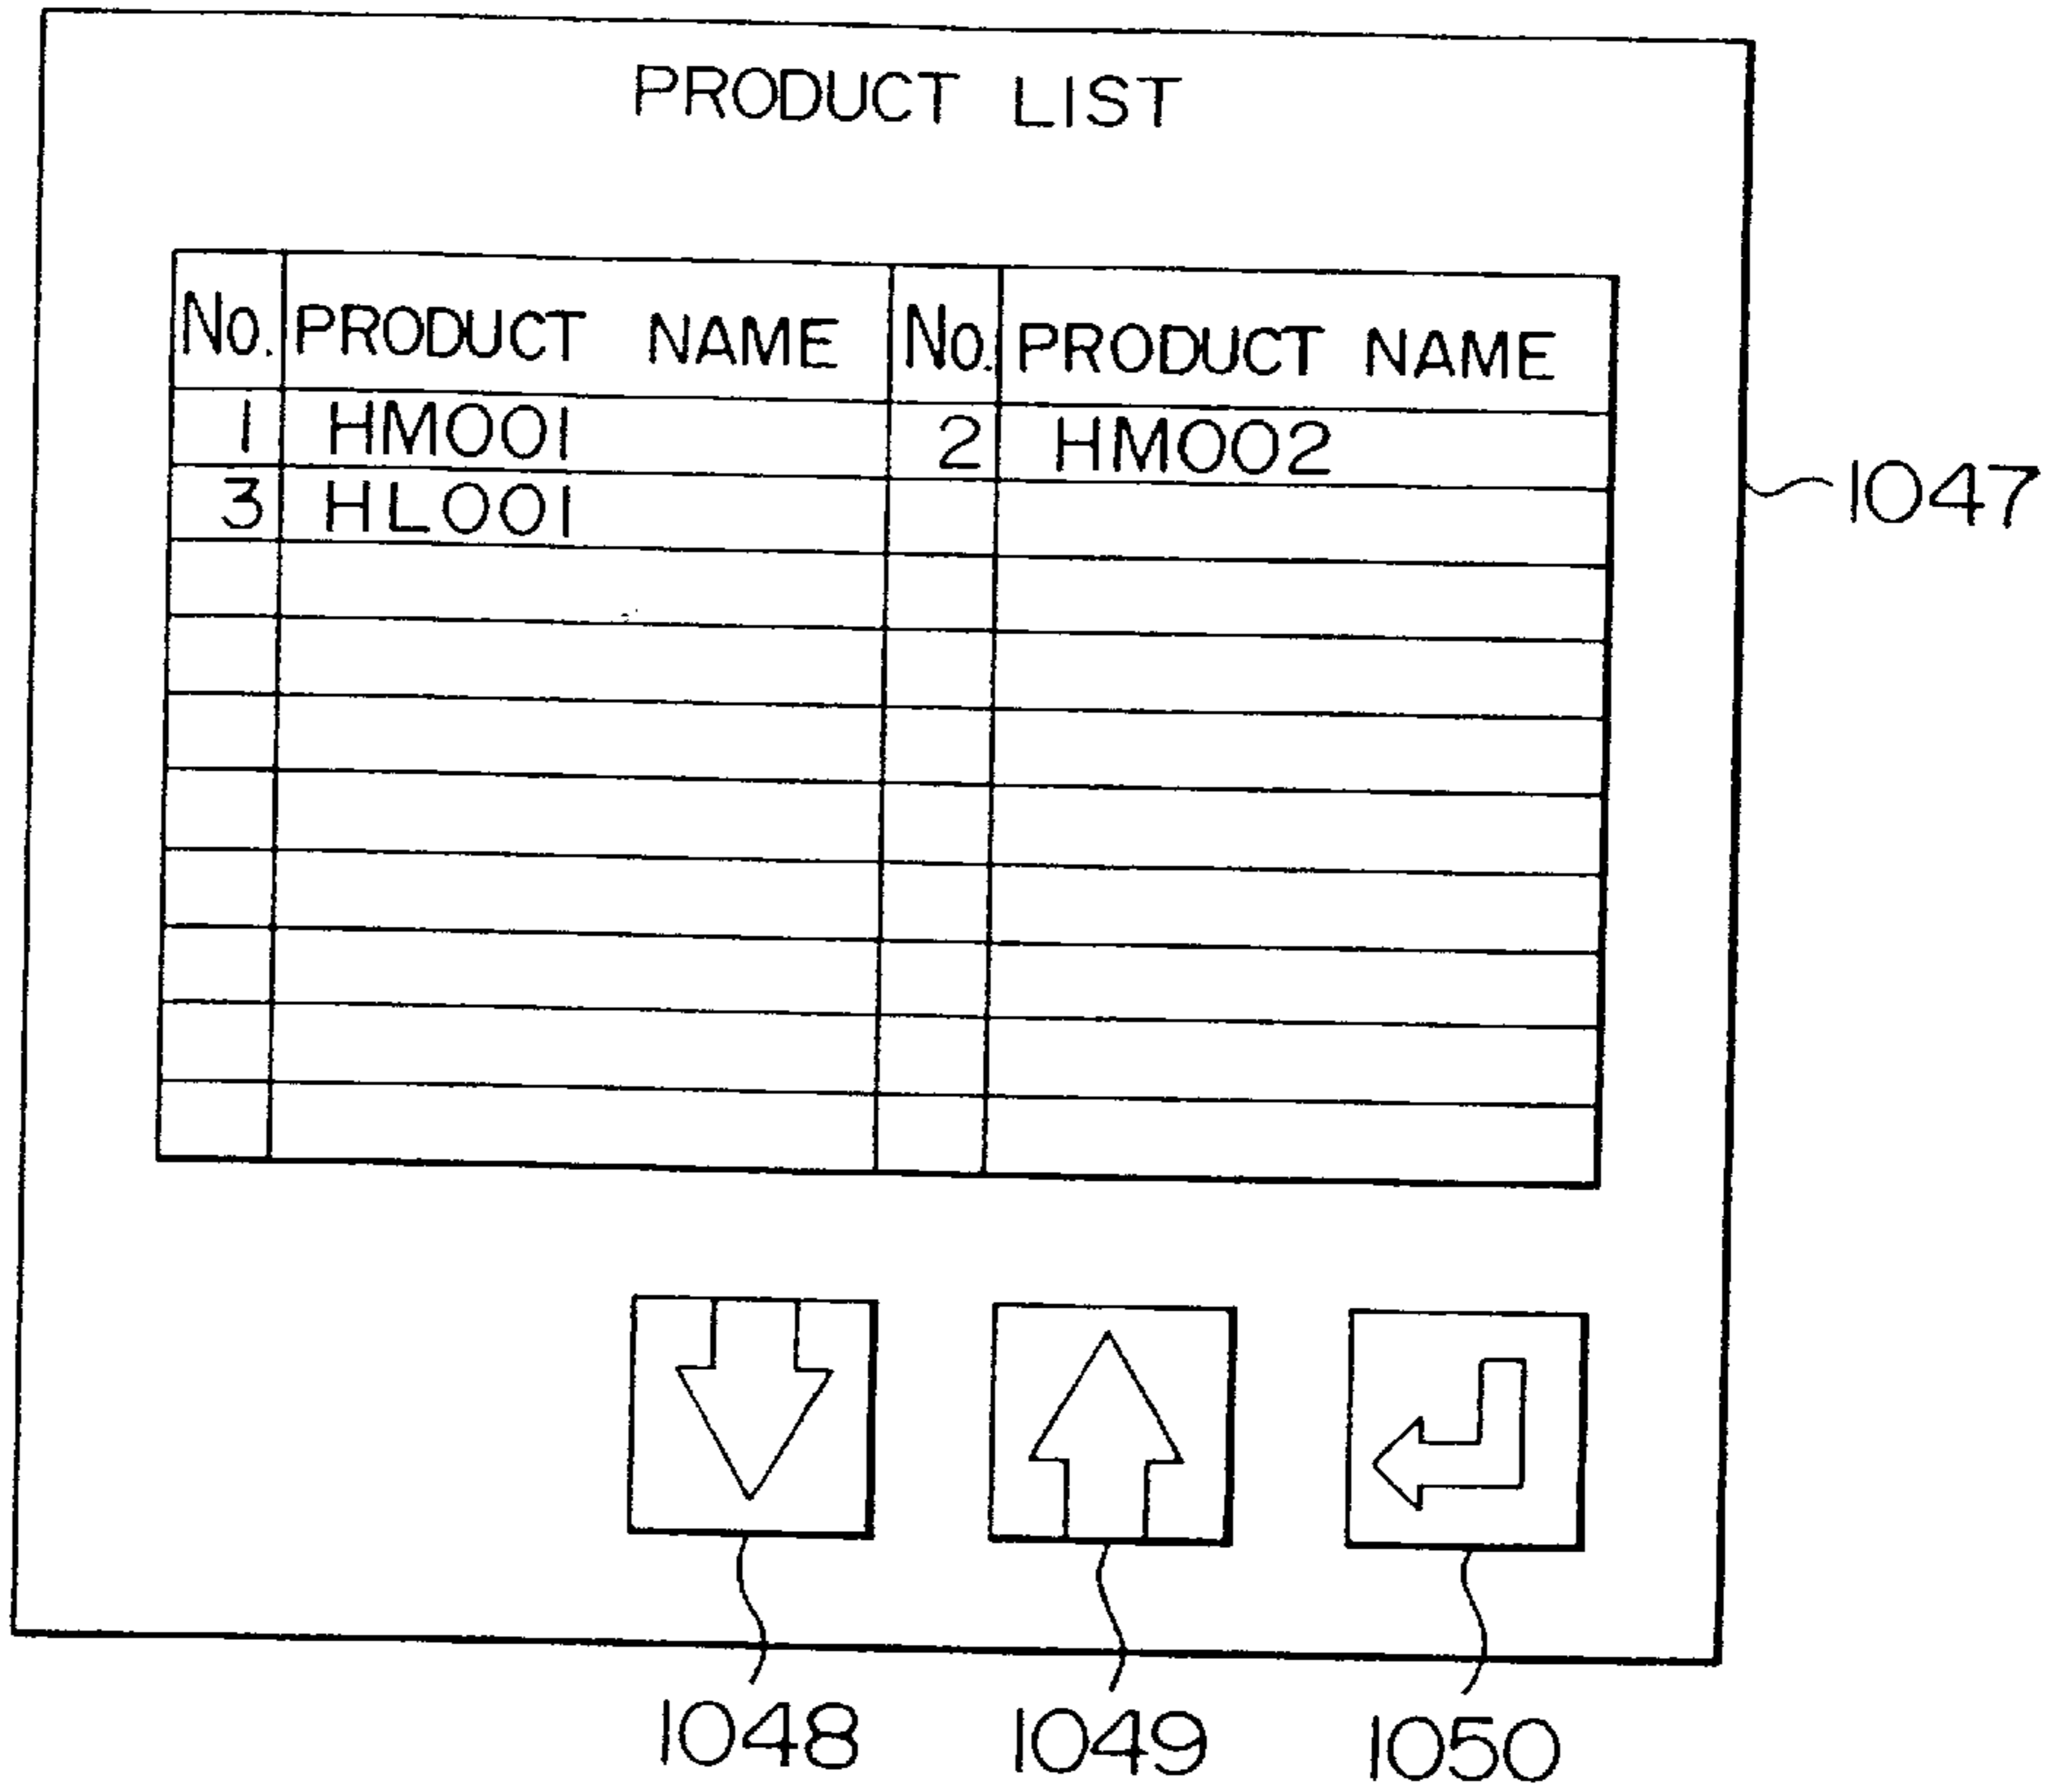 PRODUCT LIST
No. PRODUCT NAME No. PRODUCT NAME
1 HM001 2 HM002
3 HL001
1047
1048 1049 1050